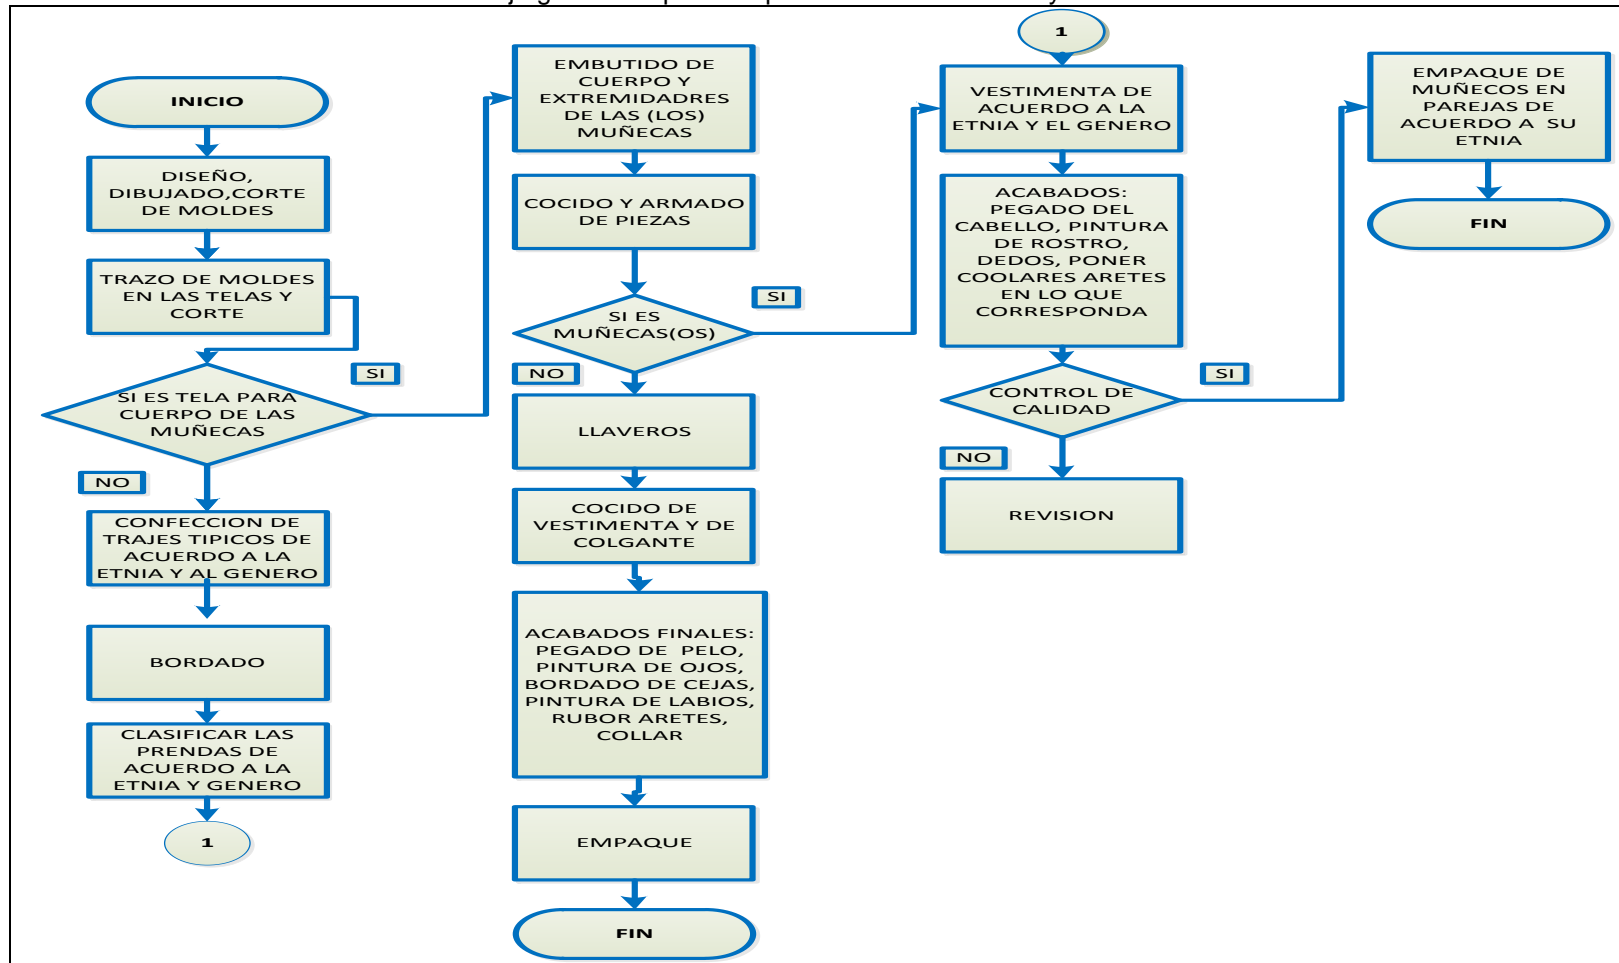 INICIO
DISEÑO,
DIBUJADO,CORTE
DE MOLDES
TRAZO DE MOLDES
EN LAS TELAS Y
CORTE
SI ES TELA PARA
CUERPO DE LAS
MUÑECAS
SI
NO
CONFECCION DE
TRAJES TIPICOS DE
ACUERDO A LA
ETNIA Y AL GENERO
BORDADO
CLASIFICAR LAS
PRENDAS DE
ACUERDO A LA
ETNIA Y GENERO
1
EMBUTIDO DE
CUERPO Y
EXTREMIDADRES
DE LAS (LOS)
MUÑECAS
COCIDO Y ARMADO
DE PIEZAS
SI ES
MUÑECAS(OS)
SI
NO
LLAVEROS
COCIDO DE
VESTIMENTA Y DE
COLGANTE
ACABADOS FINALES:
PEGADO DE PELO,
PINTURA DE OJOS,
BORDADO DE CEJAS,
PINTURA DE LABIOS,
RUBOR ARETES,
COLLAR
EMPAQUE
FIN
1
VESTIMENTA DE
ACUERDO A LA
ETNIA Y EL GENERO
ACABADOS:
PEGADO DEL
CABELLO, PINTURA
DE ROSTRO,
DEDOS, PONER
COOLARES ARETES
EN LO QUE
CORRESPONDA
CONTROL DE
CALIDAD
SI
NO
REVISION
EMPAQUE DE
MUÑECOS EN
PAREJAS DE
ACUERDO A SU
ETNIA
FIN